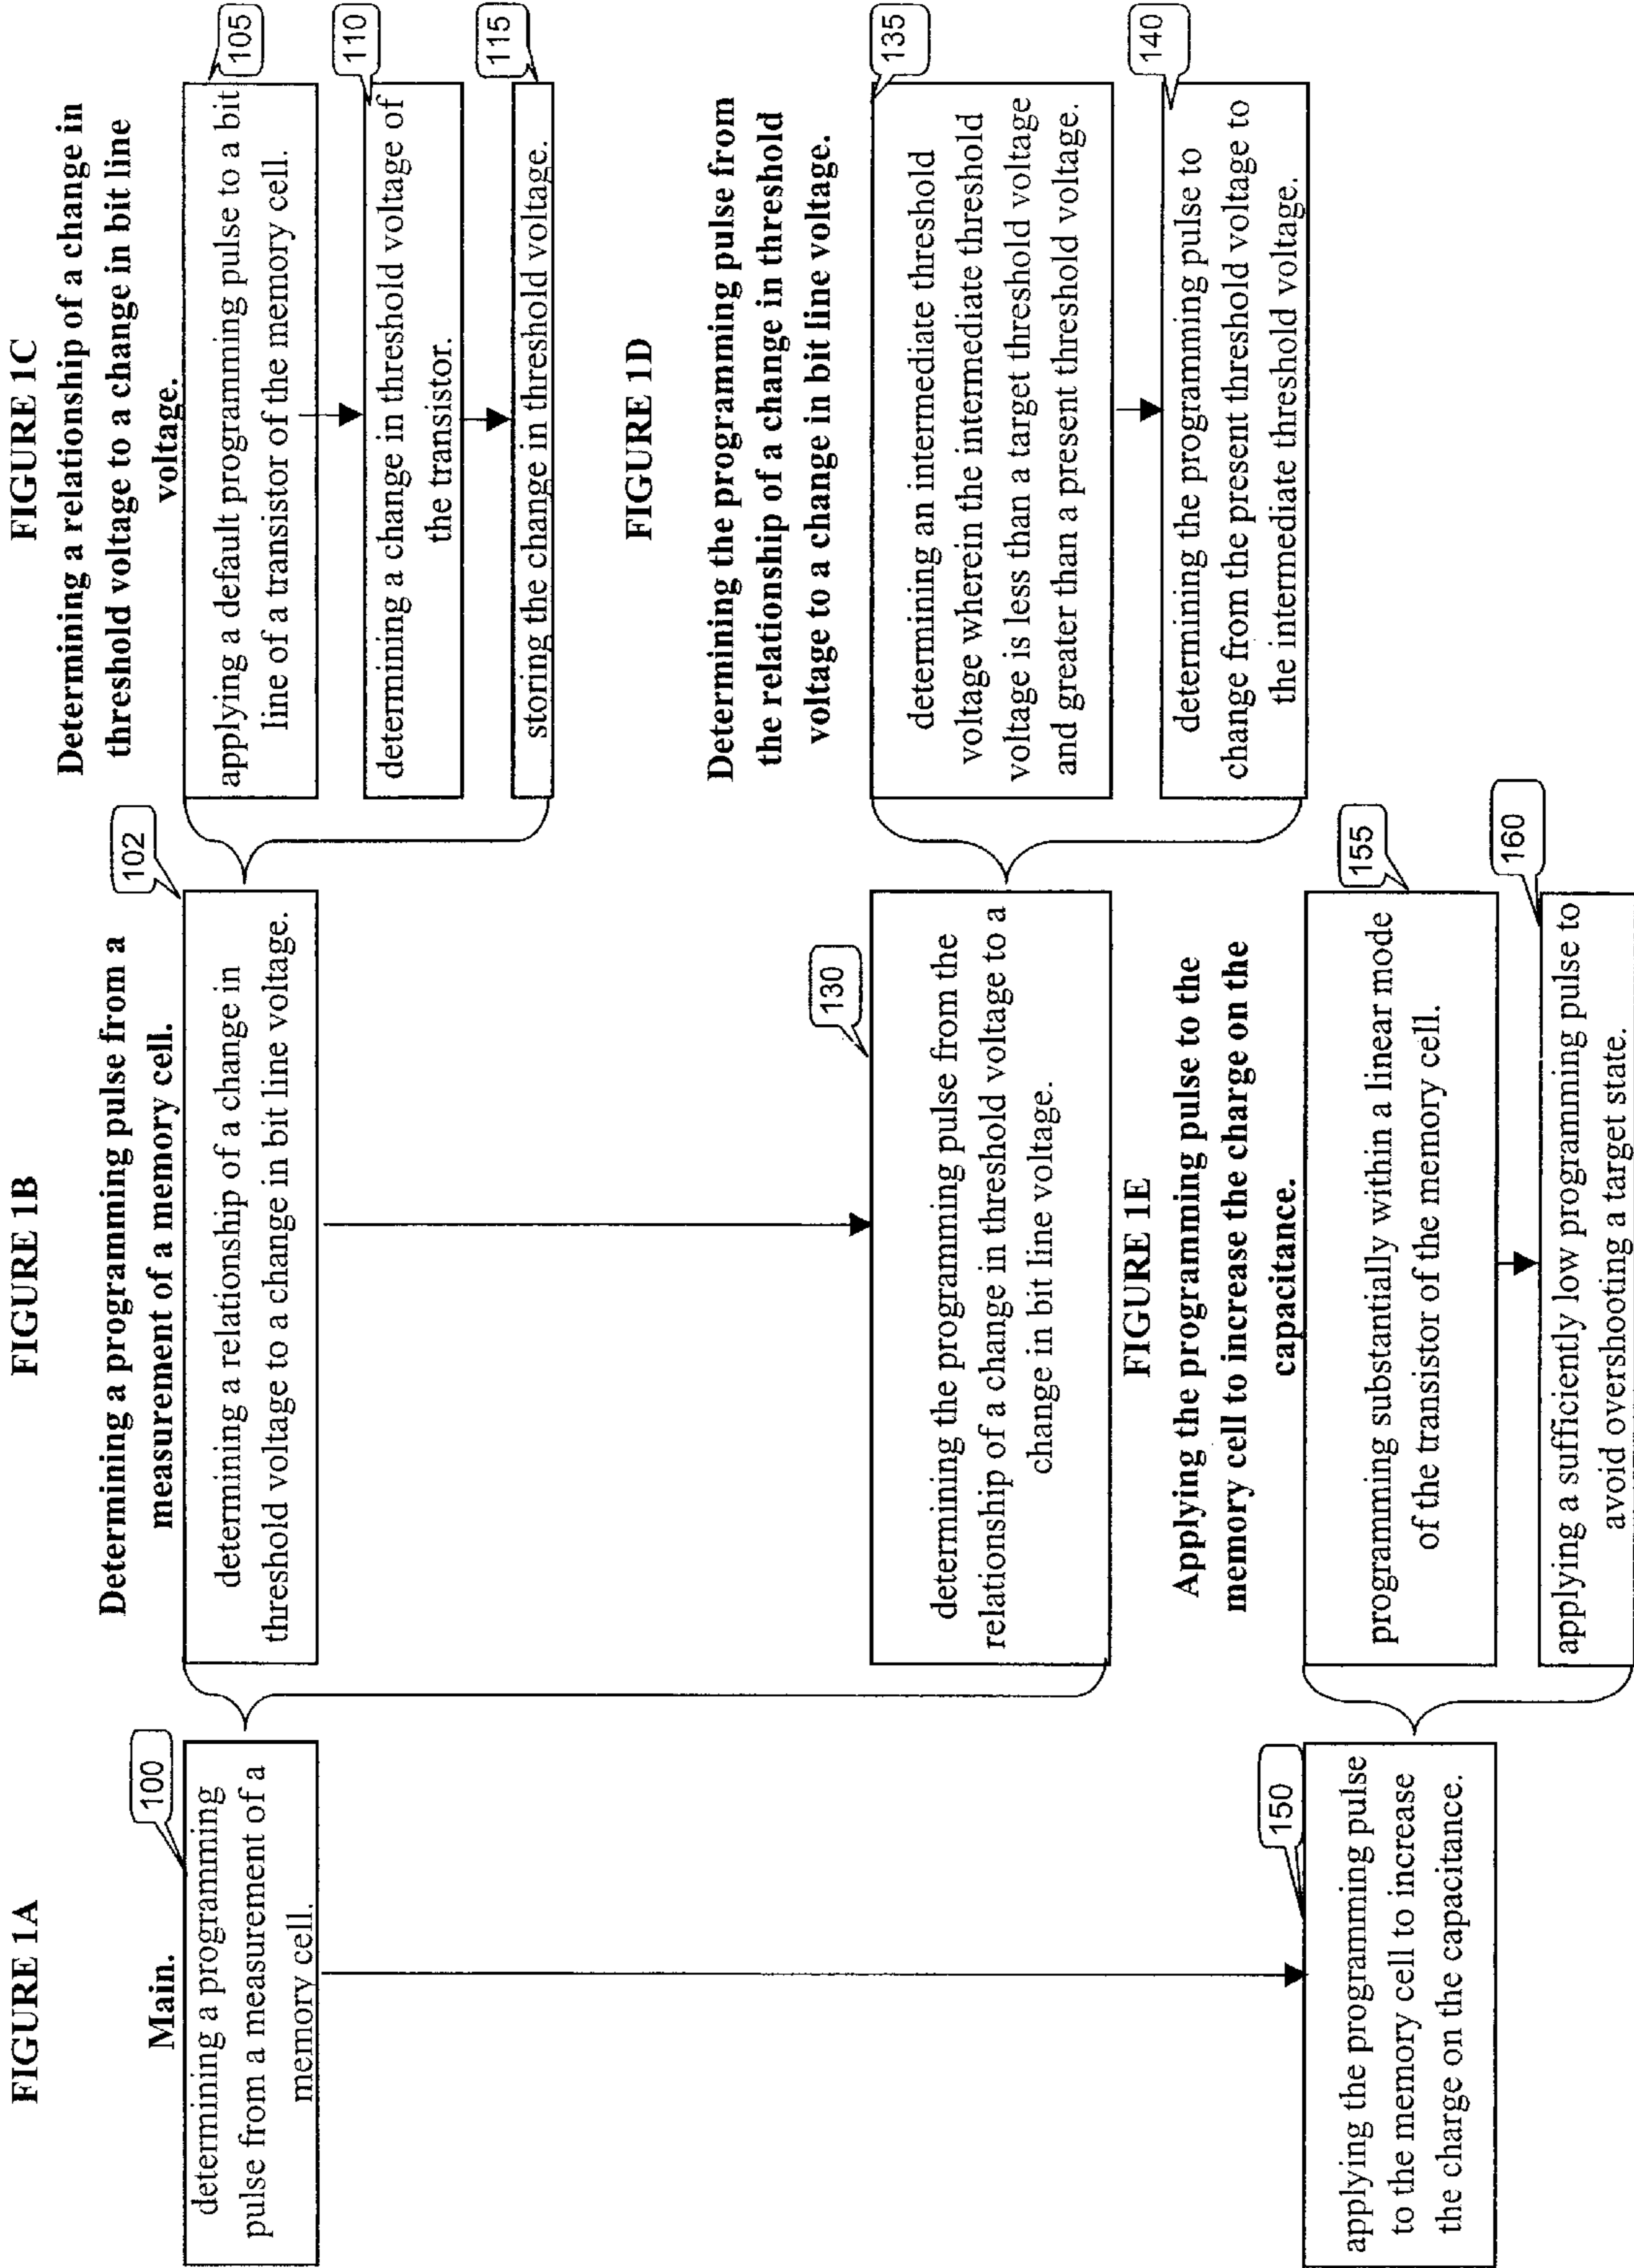 FIGURE 1A
Main.
100
determining a programming
pulse from a measurement of a
memory cell.
150
applying the programming pulse
to the memory cell to increase
the charge on the capacitance.
FIGURE 1B
Determining a programming pulse from a
measurement of a memory cell.
102
determining a relationship of a change in
threshold voltage to a change in bit line voltage.
130
determining the programming pulse from the
relationship of a change in threshold voltage to a
change in bit line voltage.
FIGURE 1E
Applying the programming pulse to the
memory cell to increase the charge on the
capacitance.
155
programming substantially within a linear mode
of the transistor of the memory cell.
160
applying a sufficiently low programming pulse to
avoid overshooting a target state.
FIGURE 1C
Determining a relationship of a change in
threshold voltage to a change in bit line
voltage.
105
applying a default programming pulse to a bit
line of a transistor of the memory cell.
110
determining a change in threshold voltage of
the transistor.
115
storing the change in threshold voltage.
FIGURE 1D
Determining the programming pulse from
the relationship of a change in threshold
voltage to a change in bit line voltage.
135
determining an intermediate threshold
voltage wherein the intermediate threshold
voltage is less than a target threshold voltage
and greater than a present threshold voltage.
140
determining the programming pulse to
change from the present threshold voltage to
the intermediate threshold voltage.